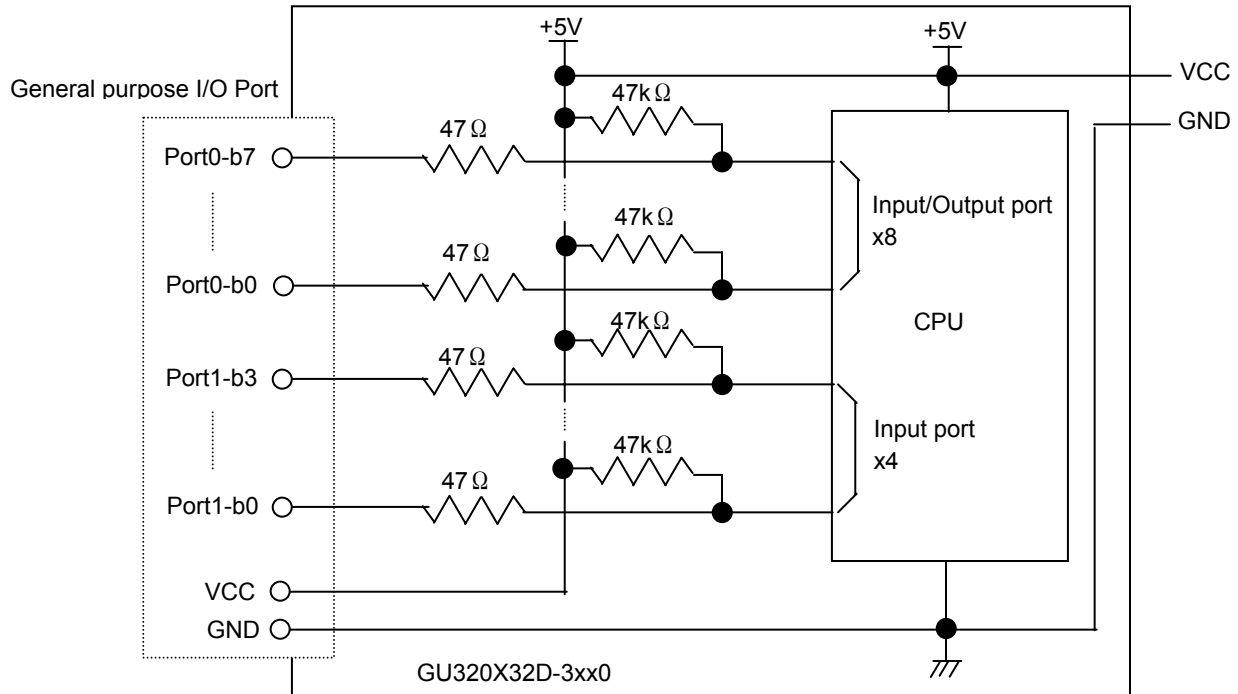 +5V
+5V
VCC
General purpose I/O Port
47kΩ
GND
47Ω
Port0-b7
Input/Output port
x8
47kΩ
47Ω
Port0-b0
47kΩ
CPU
47Ω
Port1-b3
Input port
x4
47kΩ
47Ω
Port1-b0
VCC
GND
GU320X32D-3xx0